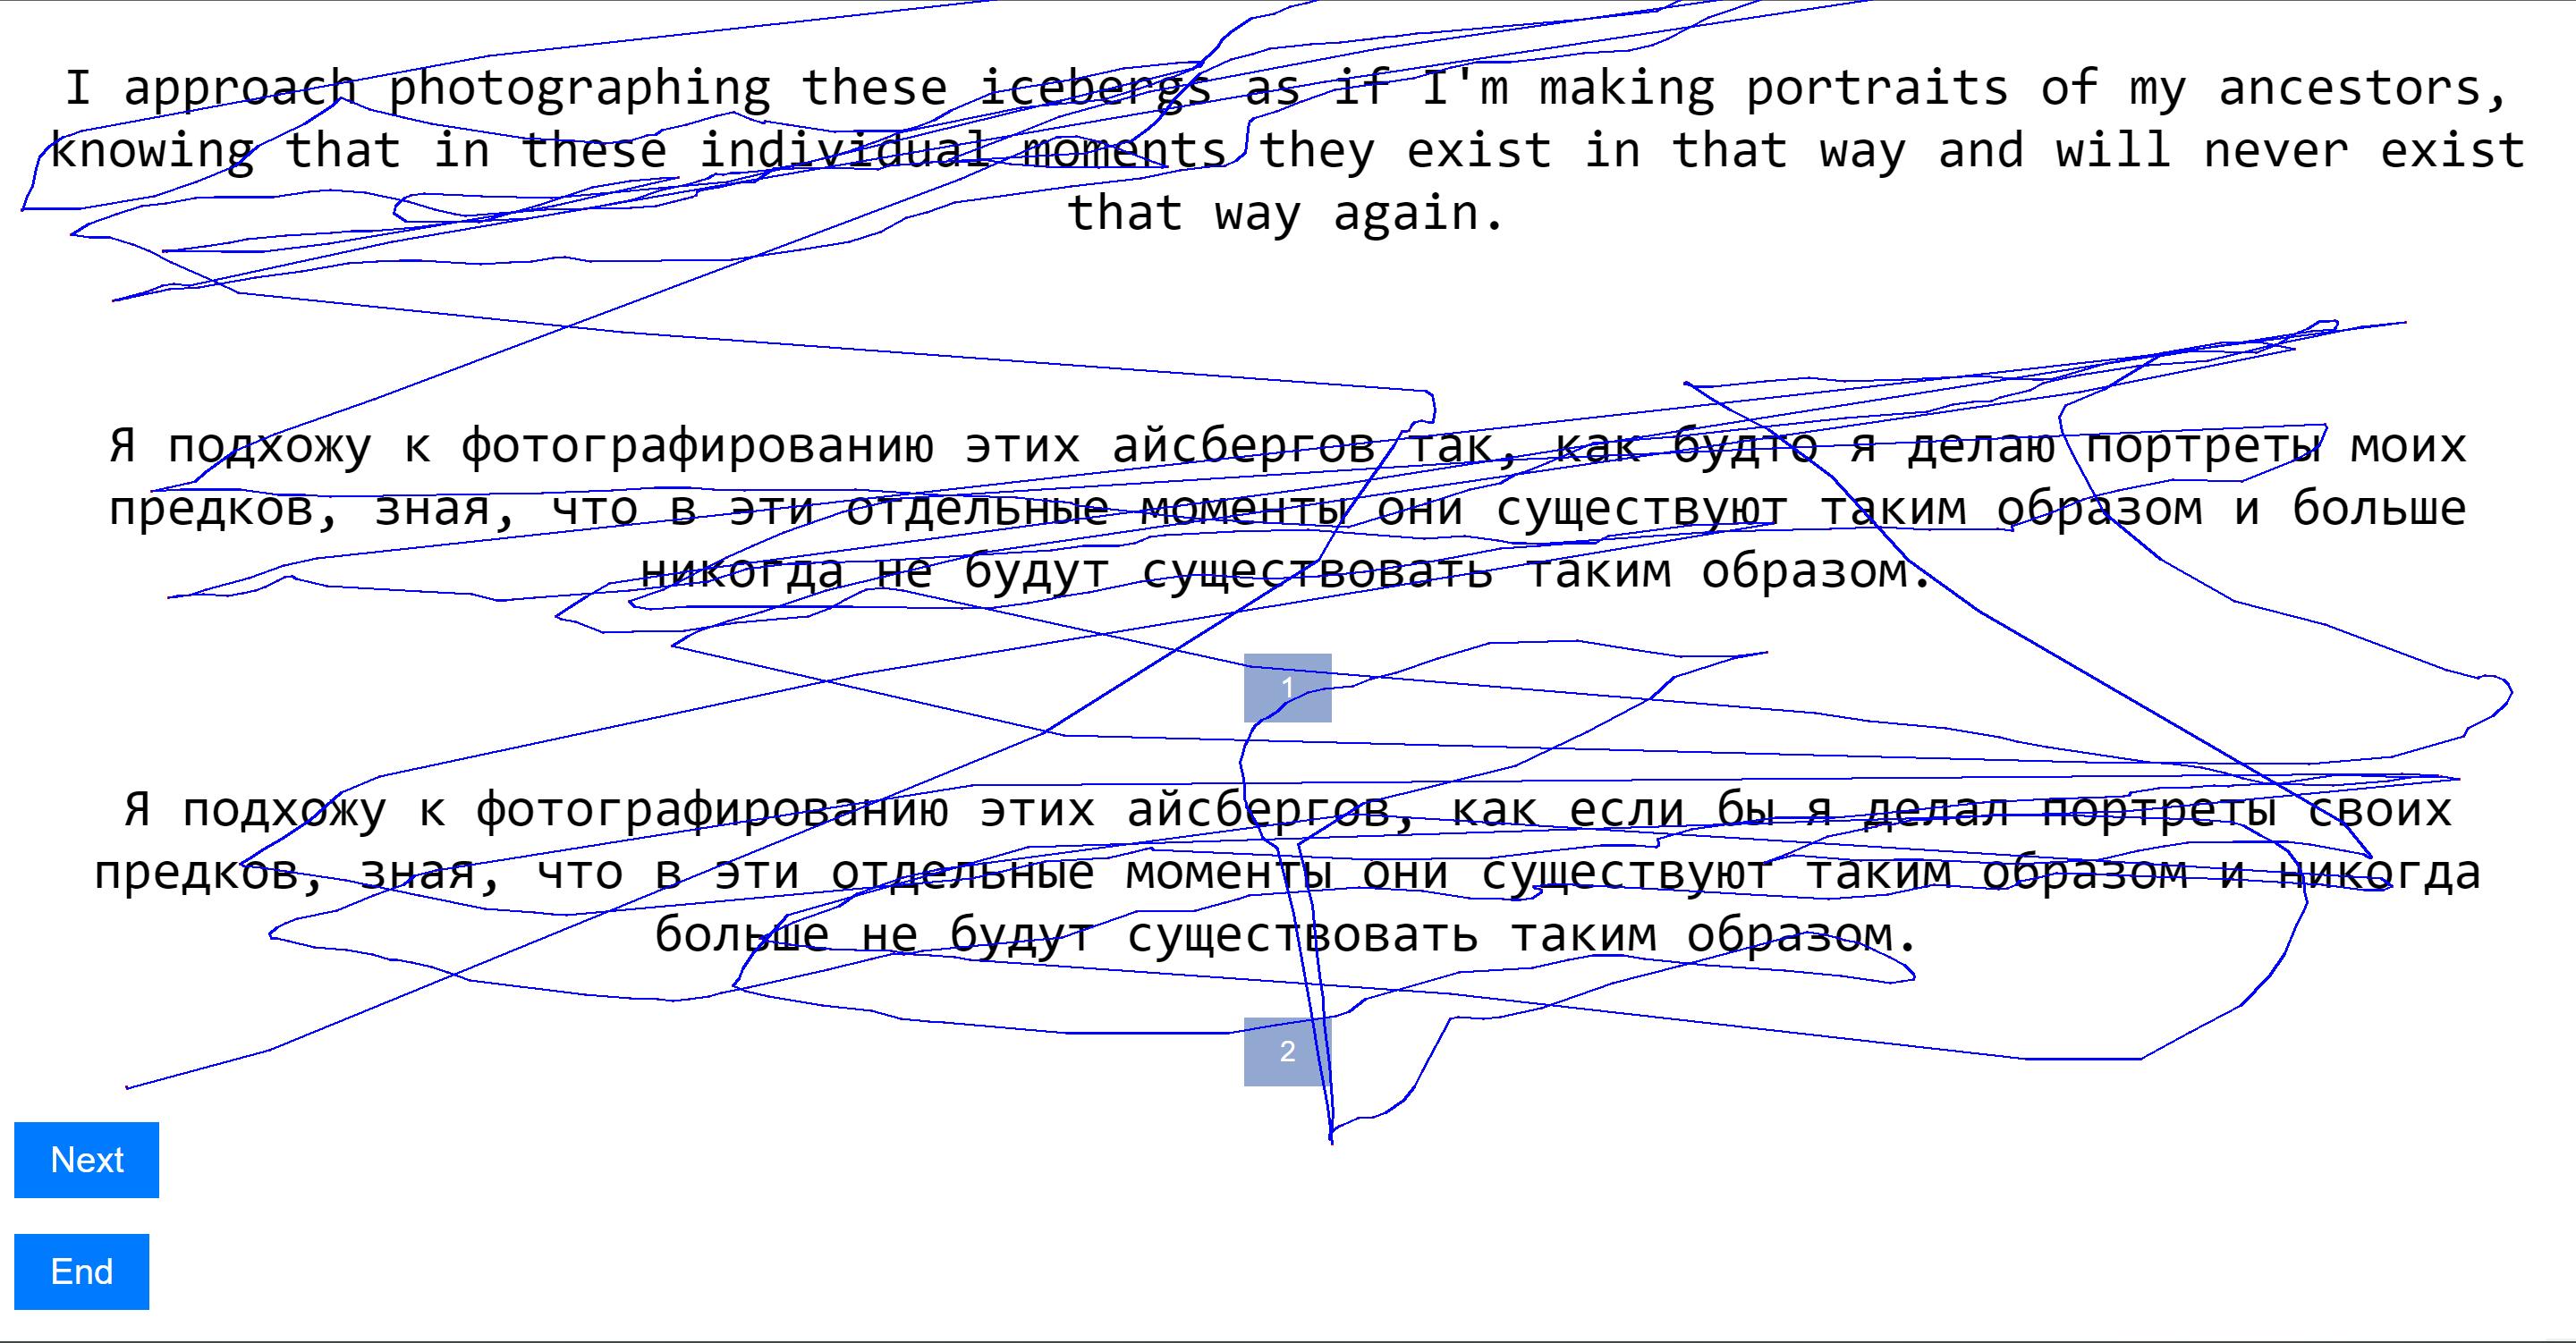 I approach photographing these icebergs as if I'm making portraits of my ancestors,
knowing that in these individual moments they exist in that way and will never exist
that way again.
Я подхожу к фотографированию этих айсбергов так, как будто я делаю портреты моих
предков, зная, что в эти отдельные моменты они существуют таким образом и больше
никогда не будут существовать таким образом.
1
Я подхожу к фотографированию этих айсбергов, как если бы я делал портреты своих
предков, зная, что в эти отдельные моменты они существуют таким образом и никогда
больше не будут существовать таким образом.
2
Next
End